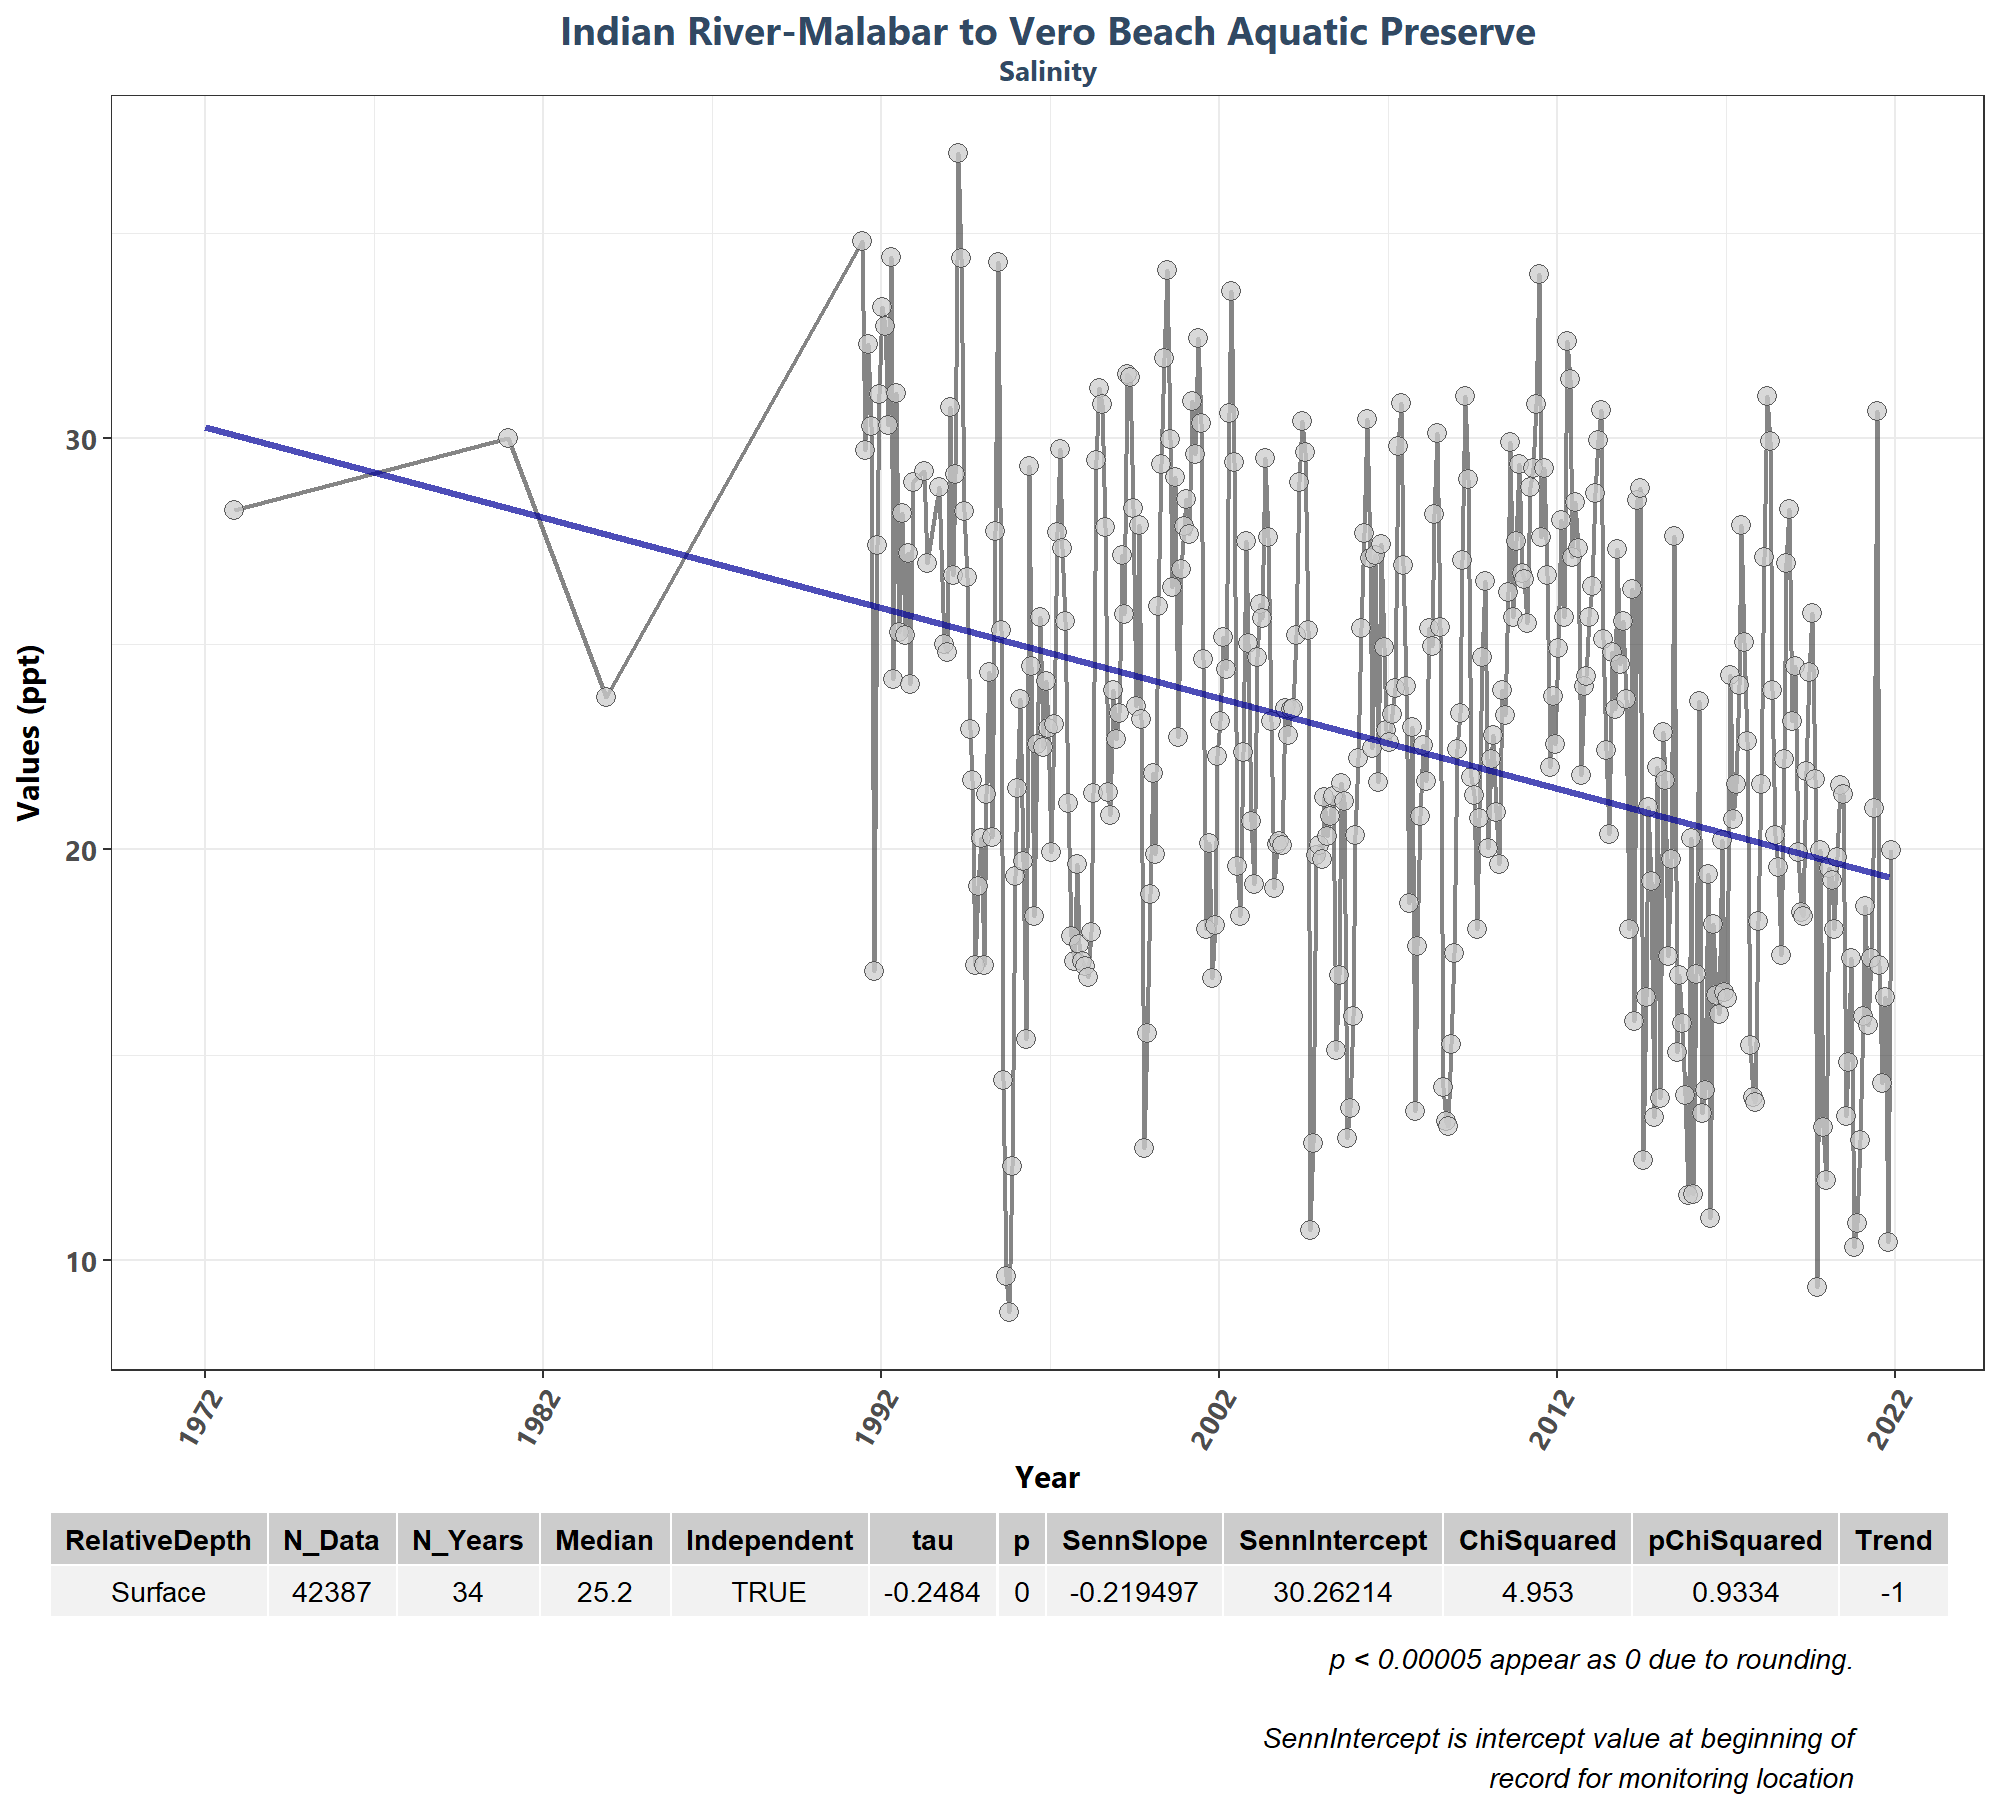 Indian River-Malabar to Vero Beach Aquatic Preserve
Salinity
Values (ppt)
30
20
10
1972
1982
1992
2002
2012
2022
Year
RelativeDepth N_Data N_Years Median Independent tau p SennSlope SennIntercept ChiSquared pChiSquared Trend
Surface 42387 34 25.2 TRUE -0.2484 0 -0.219497 30.26214 4.953 0.9334 -1
p < 0.00005 appear as 0 due to rounding.
SennIntercept is intercept value at beginning of
record for monitoring location